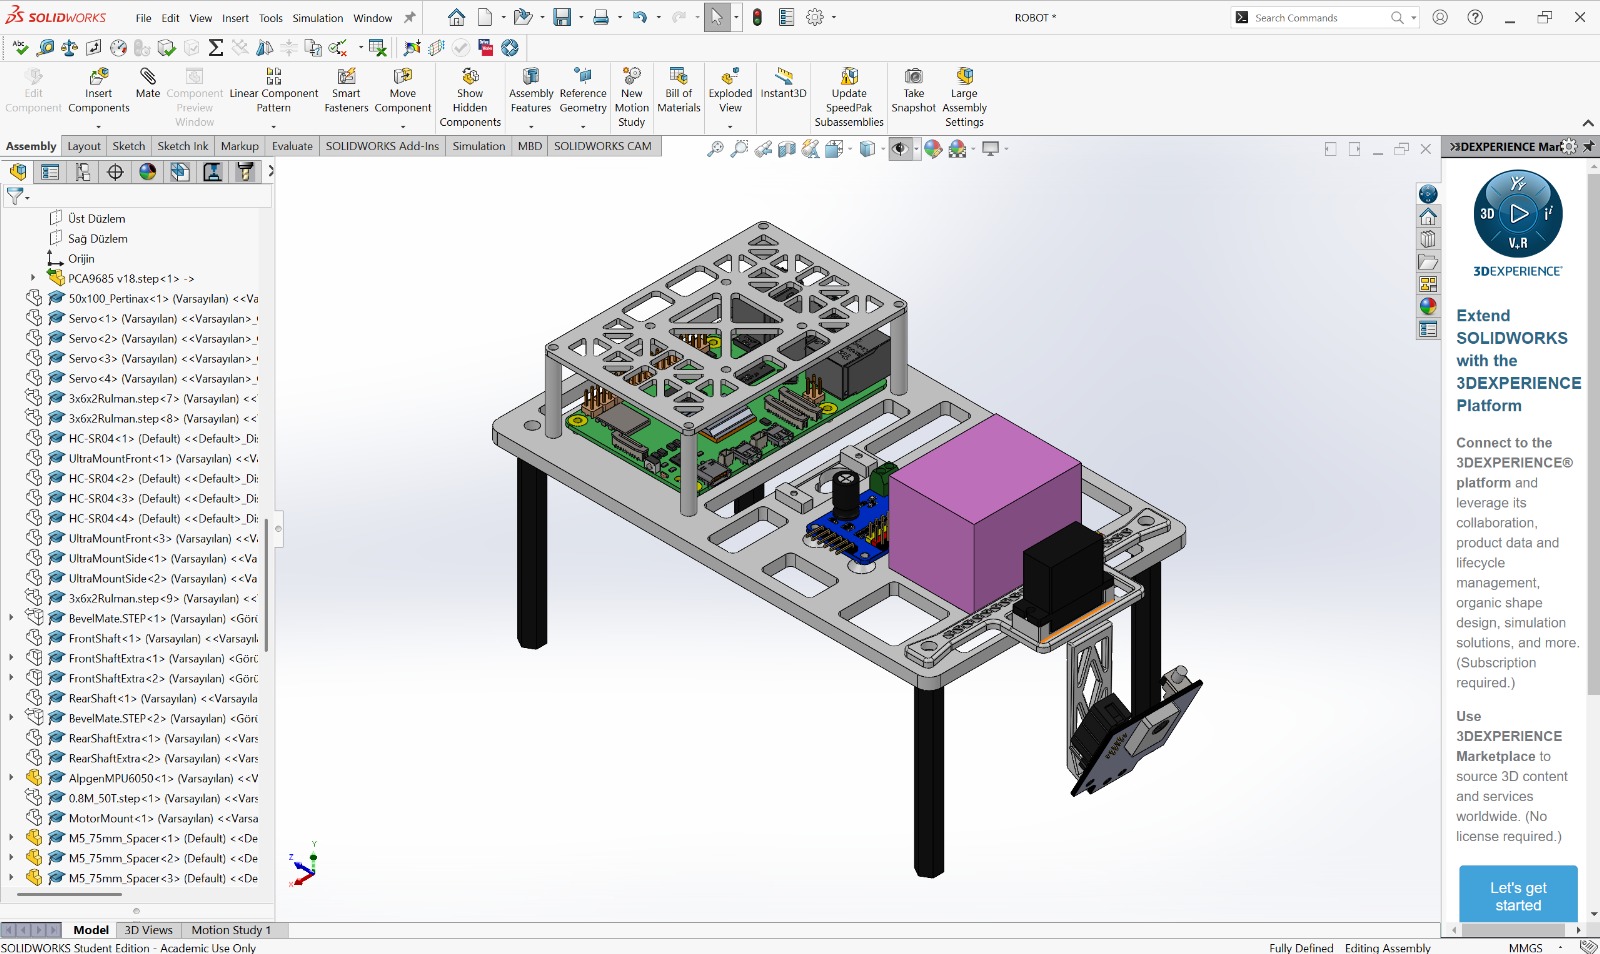 SOLIDWORKS
File Edit View Insert Tools Simulation Window
ROBOT *
Search Commands
Edit Component
Insert Components
Mate
Component Preview Window
Linear Component Pattern
Smart Fasteners
Move Component
Show Hidden Components
Assembly Features
Reference Geometry
New Motion Study
Bill of Materials
Exploded View
Instant3D
Update SpeedPak Subassemblies
Take Snapshot
Large Assembly Settings
Assembly Layout Sketch Sketch Ink Markup Evaluate SOLIDWORKS Add-Ins Simulation MBD SOLIDWORKS CAM
Üst Düzlem
Sağ Düzlem
Orijin
PCA9685 v18.step<1> ->
50x100_Pertinax<1> (Varsayılan) <<Va
Servo<1> (Varsayılan) <<Varsayılan>_
Servo<2> (Varsayılan) <<Varsayılan>_
Servo<3> (Varsayılan) <<Varsayılan>_
Servo<4> (Varsayılan) <<Varsayılan>_
3x6x2Rulman.step<7> (Varsayılan) <<
3x6x2Rulman.step<8> (Varsayılan) <<
HC-SR04<1> (Default) <<Default>_Di
UltraMountFront<1> (Varsayılan) <<V
HC-SR04<2> (Default) <<Default>_Di
HC-SR04<3> (Default) <<Default>_Di
HC-SR04<4> (Default) <<Default>_Di
UltraMountFront<3> (Varsayılan) <<V
UltraMountSide<1> (Varsayılan) <<Va
UltraMountSide<2> (Varsayılan) <<Va
3x6x2Rulman.step<9> (Varsayılan) <<
BevelMate.STEP<1> (Varsayılan) <Görü
FrontShaft<1> (Varsayılan) <<Varsayıl
FrontShaftExtra<1> (Varsayılan) <Gör
FrontShaftExtra<2> (Varsayılan) <Gör
RearShaft<1> (Varsayılan) <<Varsayılan
BevelMate.STEP<2> (Varsayılan) <Görü
RearShaftExtra<1> (Varsayılan) <<Vars
RearShaftExtra<2> (Varsayılan) <<Vars
AlpgenMPU6050<1> (Varsayılan) <<V
0.8M_50T.step<1> (Varsayılan) <<Vars
MotorMount<1> (Varsayılan) <<Varsa
M5_75mm_Spacer<1> (Default) <<De
M5_75mm_Spacer<2> (Default) <<De
M5_75mm_Spacer<3> (Default) <<De
Y
Z
X
3DEXPERIENCE Mar
3D
V.R
3DEXPERIENCE
Extend
SOLIDWORKS
with the
3DEXPERIENCE
Platform
Connect to the
3DEXPERIENCE®
platform and
leverage its
collaboration,
product data and
lifecycle
management,
organic shape
design, simulation
solutions, and more.
(Subscription
required.)
Use
3DEXPERIENCE
Marketplace to
source 3D content
and services
worldwide. (No
license required.)
Let's get
started
Model 3D Views Motion Study 1
SOLIDWORKS Student Edition - Academic Use Only
Fully Defined Editing Assembly MMGS